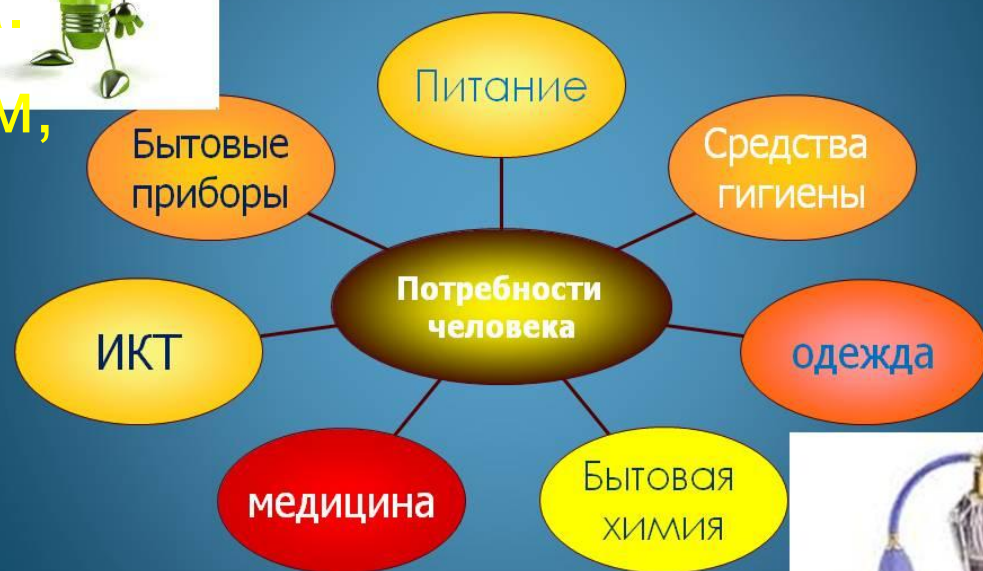 м,
Питание
Бытовые
приборы
Средства
гигиены
Потребности
человека
ИКТ
одежда
медицина
Бытовая
химия